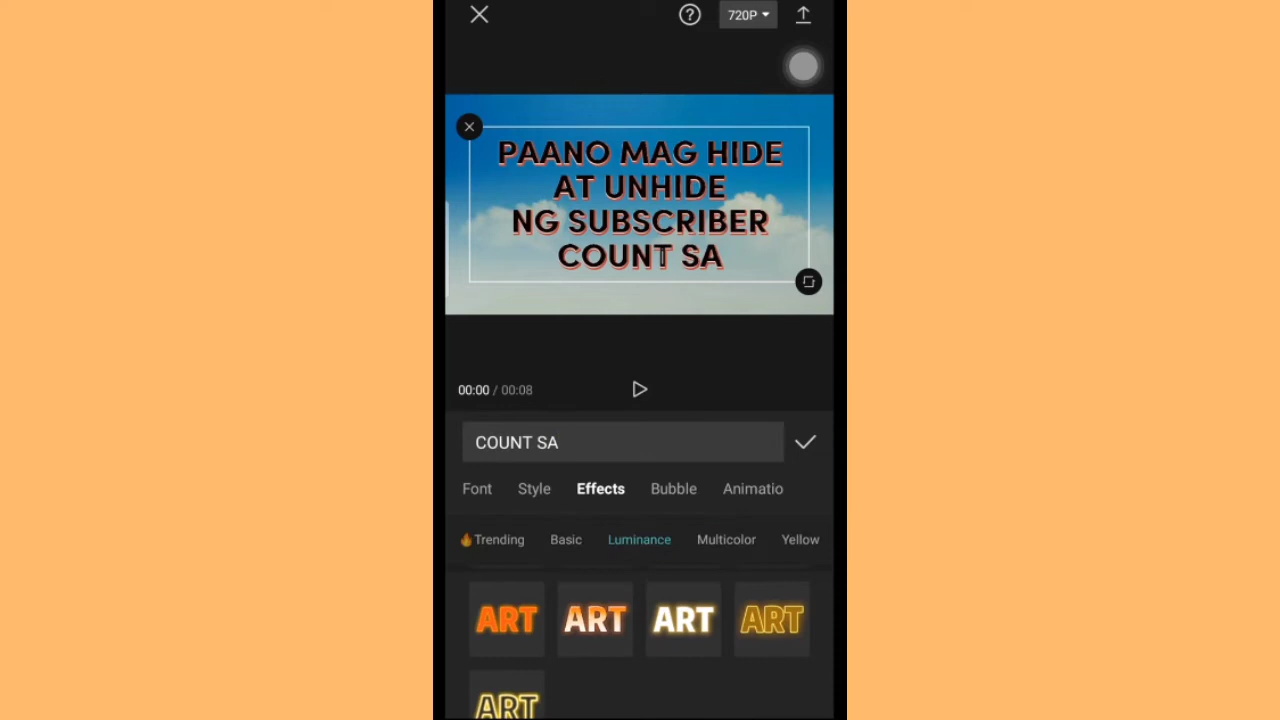 720P
PAANO MAG HIDE
AT UNHIDE
NG SUBSCRIBER
COUNT SA
00:00 / 00:08
COUNT SA
Font Style Effects Bubble Animatio
Trending Basic Luminance Multicolor Yellow
ART ART ART ART
ART